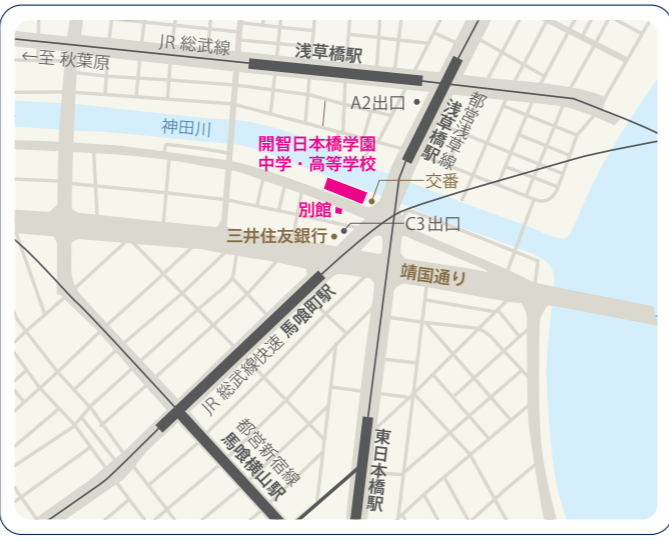 JR 総武線
浅草橋駅
←至 秋葉原
A2出口
都営浅草線
浅草橋駅
神田川
開智日本橋学園
中学・高等学校
交番
別館
C3出口
三井住友銀行
靖国通り
JR 総武線快速 馬喰町駅
都営新宿線
馬喰横山駅
東日本橋駅